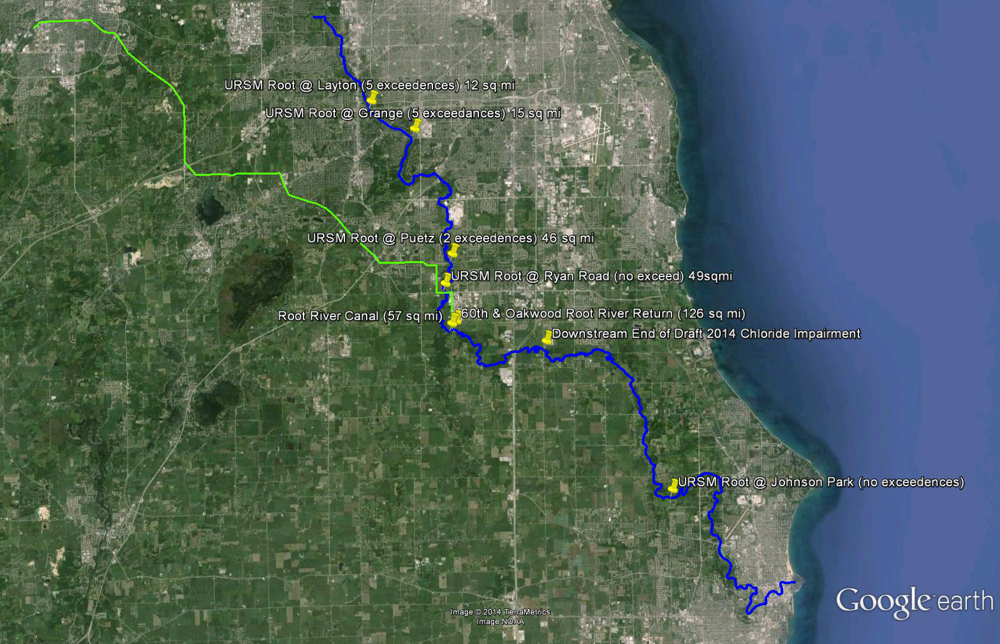 URSM Root @ Layton (5 exceedences) 12 sq mi
URSM Root @ Grange (5 exceedances) 15 sq mi
URSM Root @ Puetz (2 exceedences) 46 sq mi
URSM Root @ Ryan Road (no exceed) 49sqmi
Root River Canal (57 sq mi)
60th & Oakwood Root River Return (126 sq mi)
Downstream End of Draft 2014 Chloride Impairment
URSM Root @ Johnson Park (no exceedences)
Google earth
Image © 2014 TerraMetrics
Image NOAA